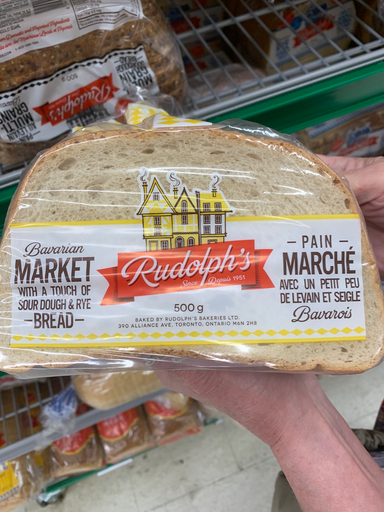 Rudolph's
Bavarian
MARKET
WITH A TOUCH OF
SOUR DOUGH & RYE
-BREAD-
Rudolph's
Since Depuis 1951
500 g
BAKED BY RUDOLPH'S BAKERIES LTD.
390 ALLIANCE AVE. TORONTO, ONTARIO M6N 2H8
- PAIN -
MARCHÉ
AVEC UN PETIT PEU
DE LEVAIN ET SEIGLE
Bavarois